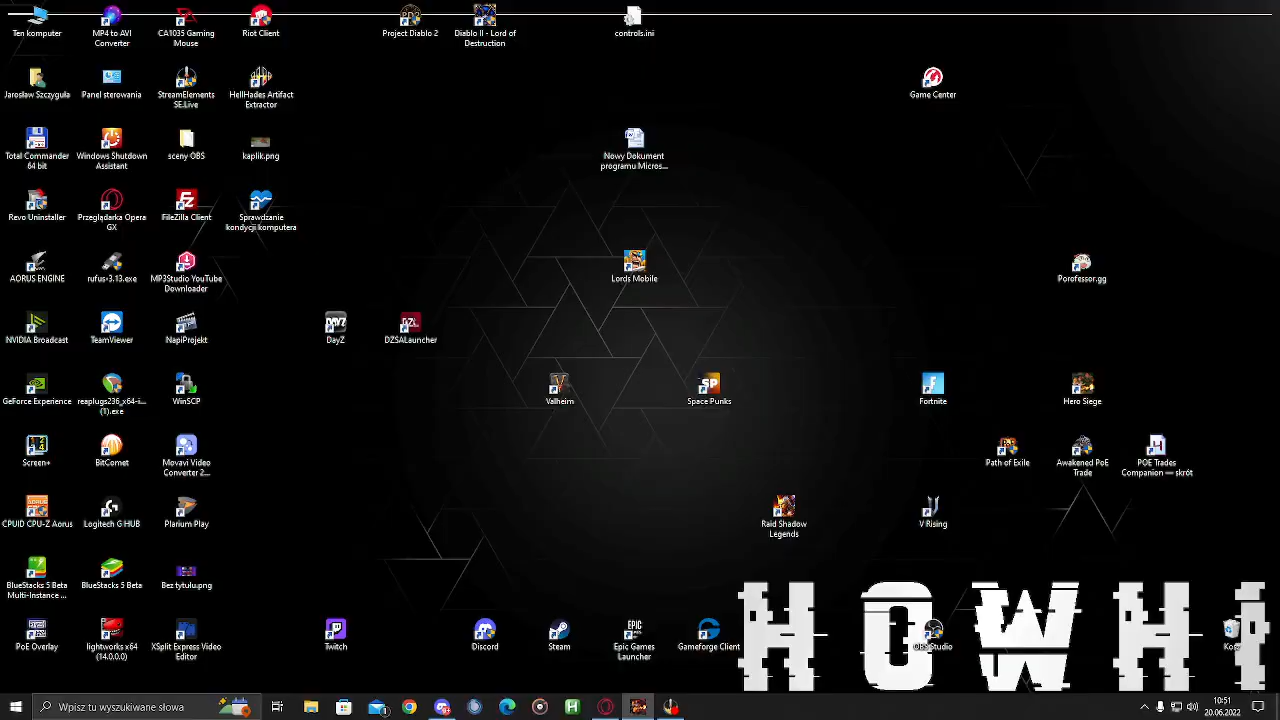 Ten komputer
MP4 to AVI
Converter
CA1035 Gaming
Mouse
Riot Client
Project Diablo 2
Diablo II - Lord of
Destruction
controls.ini
Jarosław Szczyguła
Panel sterowania
StreamElements
SE.Live
HellHades Artifact
Extractor
Game Center
Total Commander
64 bit
Windows Shutdown
Assistant
sceny OBS
kaplik.png
Nowy Dokument
programu Micros...
Revo Uninstaller
Przeglądarka Opera
GX
FileZilla Client
Sprawdzanie
kondycji komputera
AORUS ENGINE
rufus-3.13.exe
MP3Studio YouTube
Downloader
Lords Mobile
Porofessor.gg
NVIDIA Broadcast
TeamViewer
NapiProjekt
DayZ
DZSALauncher
GeForce Experience
reaplugs236_x64-i...
(1).exe
WinSCP
Valheim
Space Punks
Fortnite
Hero Siege
Screen+
BitComet
Movavi Video
Converter 2...
Path of Exile
Awakened PoE
Trade
POE Trades
Companion — skrót
CPUID CPU-Z Aorus
Logitech G HUB
Plarium Play
Raid Shadow
Legends
V Rising
BlueStacks 5 Beta
Multi-Instance ...
BlueStacks 5 Beta
Bez tytułu.png
HOWHI
PoE Overlay
lightworks x64
(14.0.0.0)
XSplit Express Video
Editor
Twitch
Discord
Steam
Epic Games
Launcher
Gameforge Client
OBS Studio
Kosz
Wpisz tu wyszukiwane słowa
10:51
20.06.2022